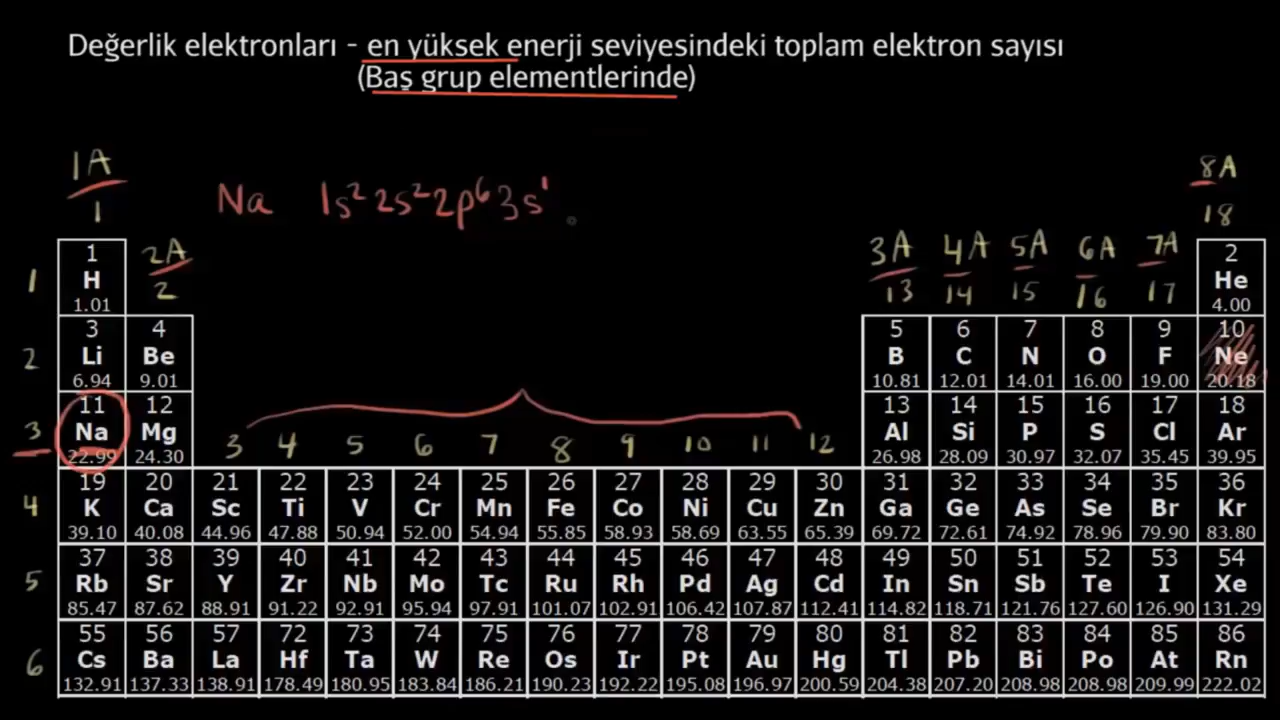 Değerlik elektronları - en yüksek enerji seviyesindeki toplam elektron sayısı
(Baş grup elementlerinde)
1A 8A
1 Na 1s² 2s² 2p⁶ 3s¹ 18
2A 3A 4A 5A 6A 7A
2 13 14 15 16 17
1 2
1 H He
1.01 4.00
3 4 5 6 7 8 9 10
2 Li Be B C N O F Ne
6.94 9.01 10.81 12.01 14.01 16.00 19.00 20.18
11 12 13 14 15 16 17 18
3 Na Mg 3 4 5 6 7 8 9 10 11 12 Al Si P S Cl Ar
22.99 24.30 26.98 28.09 30.97 32.07 35.45 39.95
19 20 21 22 23 24 25 26 27 28 29 30 31 32 33 34 35 36
4 K Ca Sc Ti V Cr Mn Fe Co Ni Cu Zn Ga Ge As Se Br Kr
39.10 40.08 44.96 47.88 50.94 52.00 54.94 55.85 58.93 58.69 63.55 65.39 69.72 72.61 74.92 78.96 79.90 83.80
37 38 39 40 41 42 43 44 45 46 47 48 49 50 51 52 53 54
5 Rb Sr Y Zr Nb Mo Tc Ru Rh Pd Ag Cd In Sn Sb Te I Xe
85.47 87.62 88.91 91.22 92.91 95.94 97.91 101.07 102.91 106.42 107.87 112.41 114.82 118.71 121.76 127.60 126.90 131.29
55 56 57 72 73 74 75 76 77 78 79 80 81 82 83 84 85 86
6 Cs Ba La Hf Ta W Re Os Ir Pt Au Hg Tl Pb Bi Po At Rn
132.91 137.33 138.91 178.49 180.95 183.84 186.21 190.23 192.22 195.08 196.97 200.59 204.38 207.20 208.98 208.98 209.99 222.02